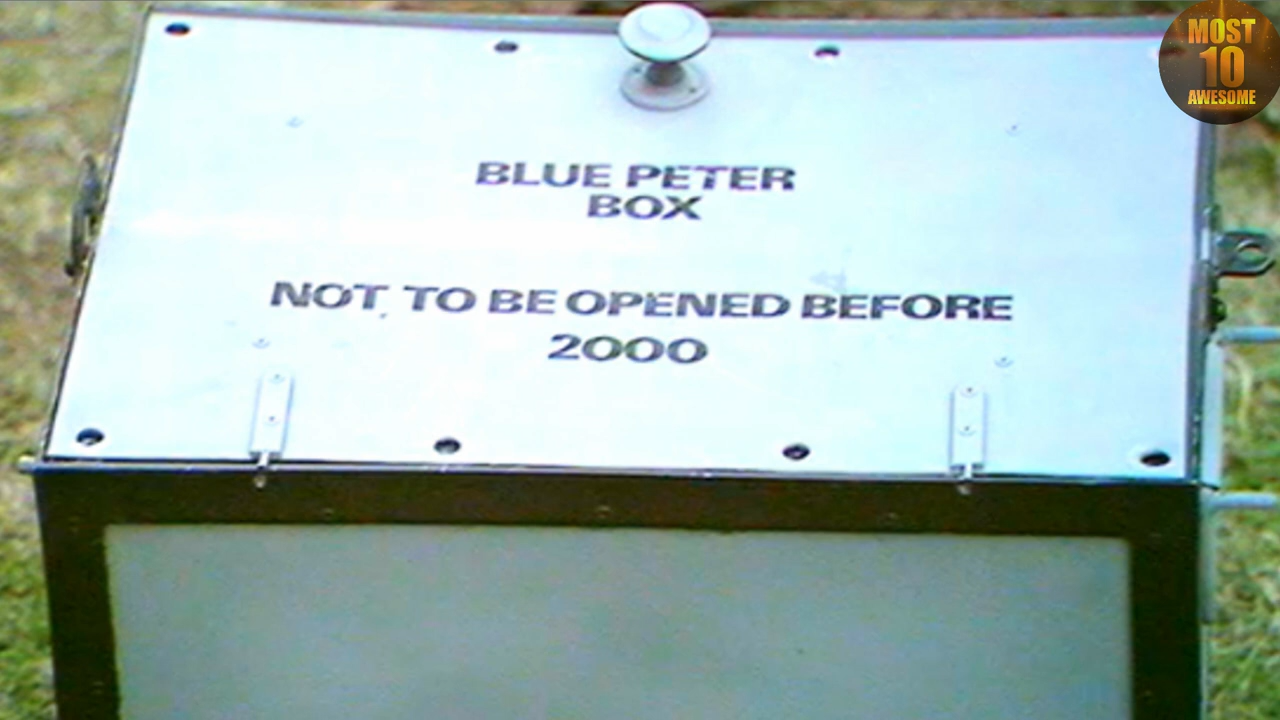 MOST
10
AWESOME
BLUE PETER
BOX
NOT TO BE OPENED BEFORE
2000